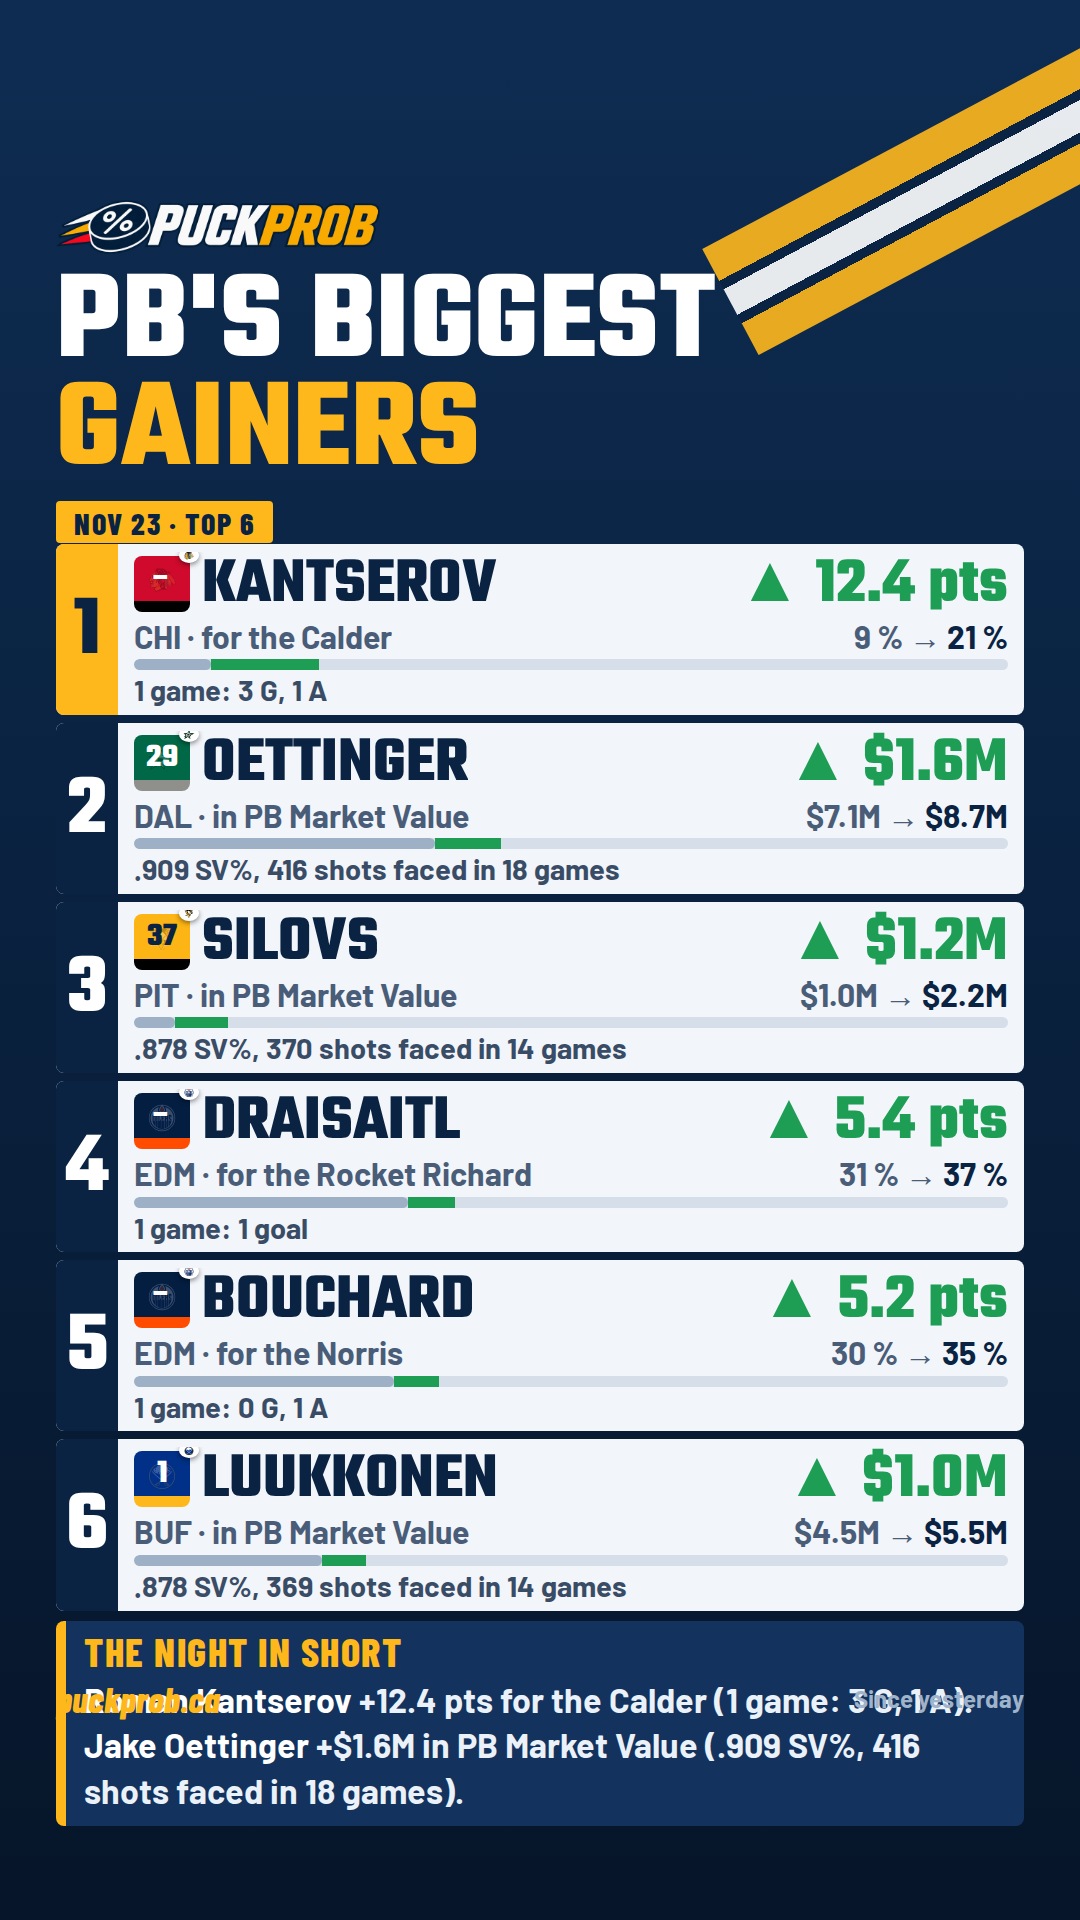 % PUCKPROB
PB'S BIGGEST
GAINERS
NOV 23 · TOP 6
1
KANTSEROV
▲ 12.4 pts
CHI · for the Calder
9 % → 21 %
1 game: 3 G, 1 A
2
29
OETTINGER
▲ $1.6M
DAL · in PB Market Value
$7.1M → $8.7M
.909 SV%, 416 shots faced in 18 games
3
37
SILOVS
▲ $1.2M
PIT · in PB Market Value
$1.0M → $2.2M
.878 SV%, 370 shots faced in 14 games
4
DRAISAITL
▲ 5.4 pts
EDM · for the Rocket Richard
31 % → 37 %
1 game: 1 goal
5
BOUCHARD
▲ 5.2 pts
EDM · for the Norris
30 % → 35 %
1 game: 0 G, 1 A
6
1
LUUKKONEN
▲ $1.0M
BUF · in PB Market Value
$4.5M → $5.5M
.878 SV%, 369 shots faced in 14 games
THE NIGHT IN SHORT
Kantserov +12.4 pts for the Calder (1 game: 3 G, 1 A).
puckprob.ca
Since yesterday
Jake Oettinger +$1.6M in PB Market Value (.909 SV%, 416
shots faced in 18 games).